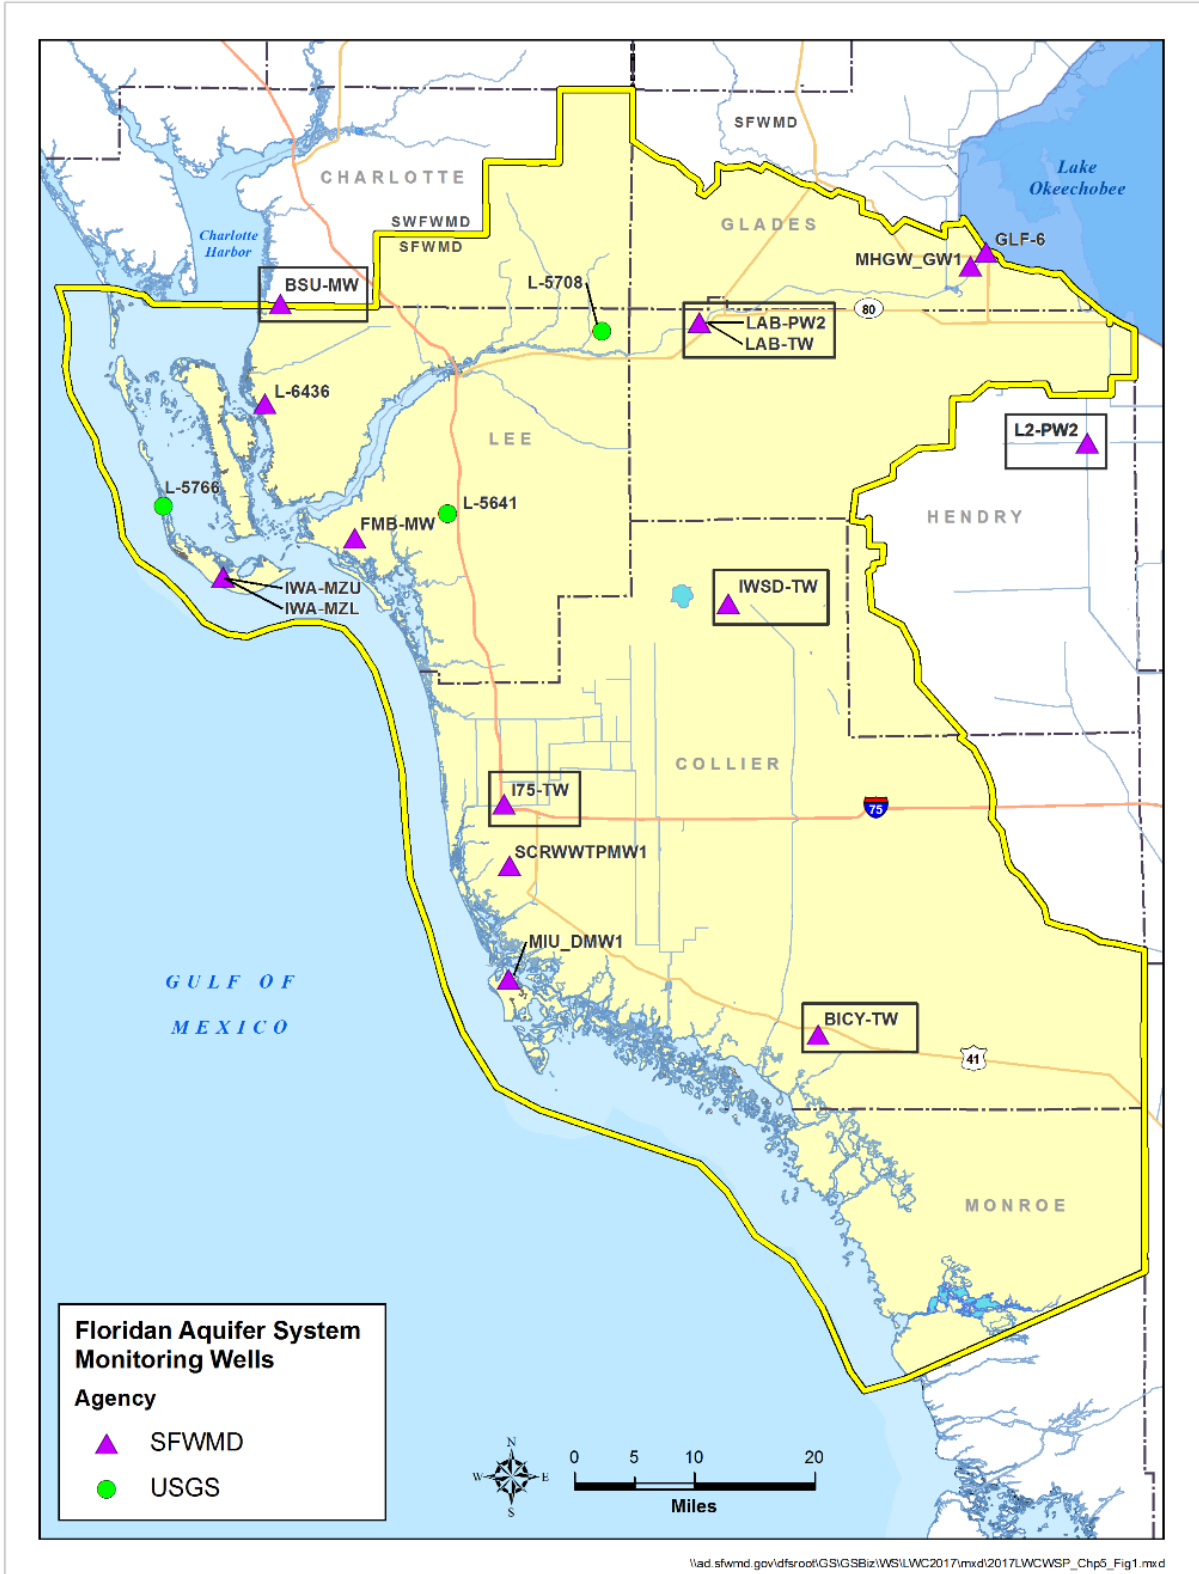 SFWMD
Lake
Okeechobee
CHARLOTTE
SWFWMD
SFWMD
GLADES
Charlotte
Harbor
GLF-6
MHGW_GW1
BSU-MW
L-5708
80
LAB-PW2
LAB-TW
L-6436
LEE
L2-PW2
L-5766
L-5641
HENDRY
FMB-MW
IWA-MZU
IWA-MZL
IWSD-TW
COLLIER
I75-TW
75
SCRWWTPMW1
MIU_DMW1
GULF OF
MEXICO
BICY-TW
41
MONROE
Floridan Aquifer System
Monitoring Wells
Agency
SFWMD
USGS
N
W E
S
0 5 10 20
Miles
\\ad.sfwmd.gov\dfsroot\GS\GSBiz\WS\LWC2017\mxd\2017LWCWSP_Chp5_Fig1.mxd